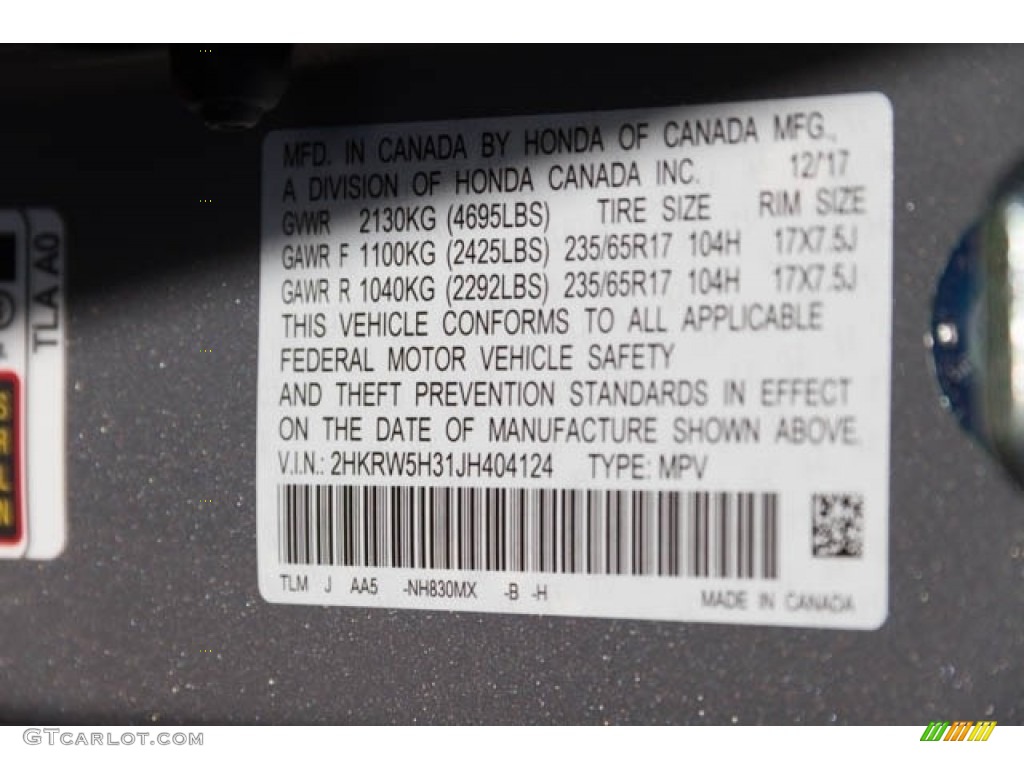 MFD. IN CANADA BY HONDA OF CANADA MFG.,
A DIVISION OF HONDA CANADA INC. 12/17
GVWR 2130KG (4695LBS) TIRE SIZE RIM SIZE
GAWR F 1100KG (2425LBS) 235/65R17 104H 17X7.5J
GAWR R 1040KG (2292LBS) 235/65R17 104H 17X7.5J
THIS VEHICLE CONFORMS TO ALL APPLICABLE
FEDERAL MOTOR VEHICLE SAFETY
AND THEFT PREVENTION STANDARDS IN EFFECT
ON THE DATE OF MANUFACTURE SHOWN ABOVE.
V.I.N.: 2HKRW5H31JH404124 TYPE: MPV
TLM J AA5 -NH830MX -B -H
MADE IN CANADA
TLA A0
GTcarlot.com